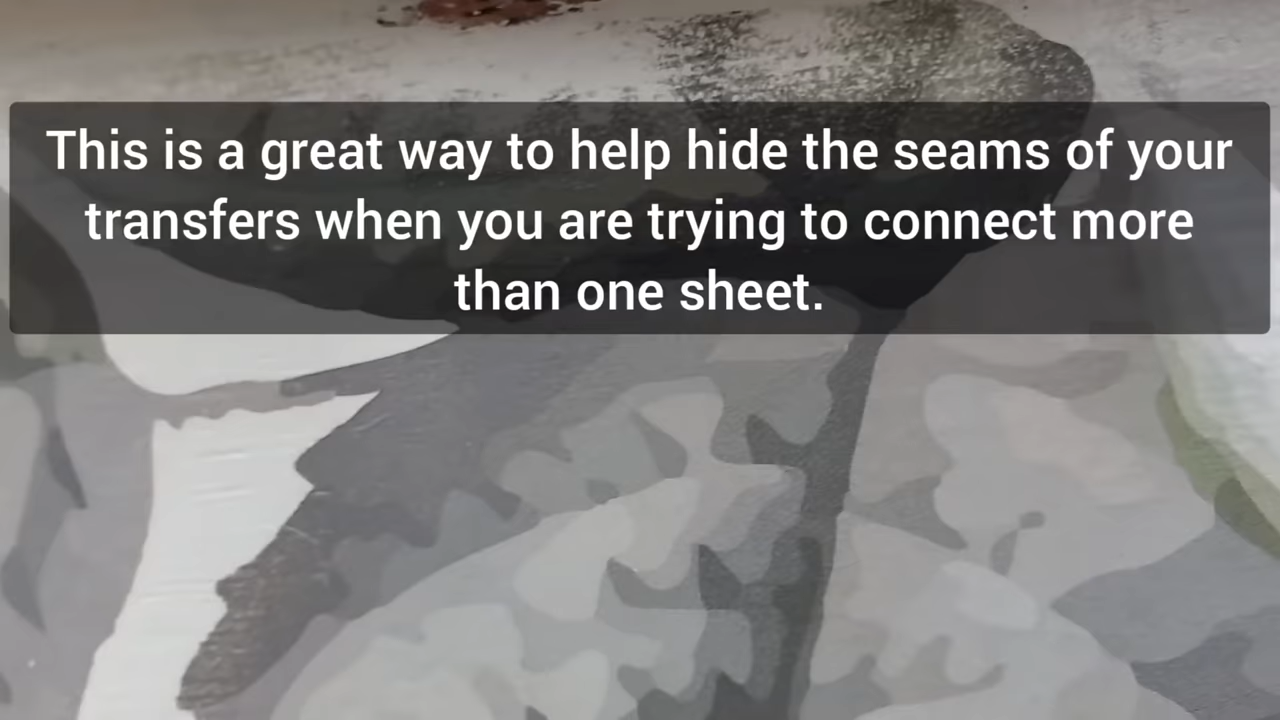 This is a great way to help hide the seams of your
transfers when you are trying to connect more
than one sheet.